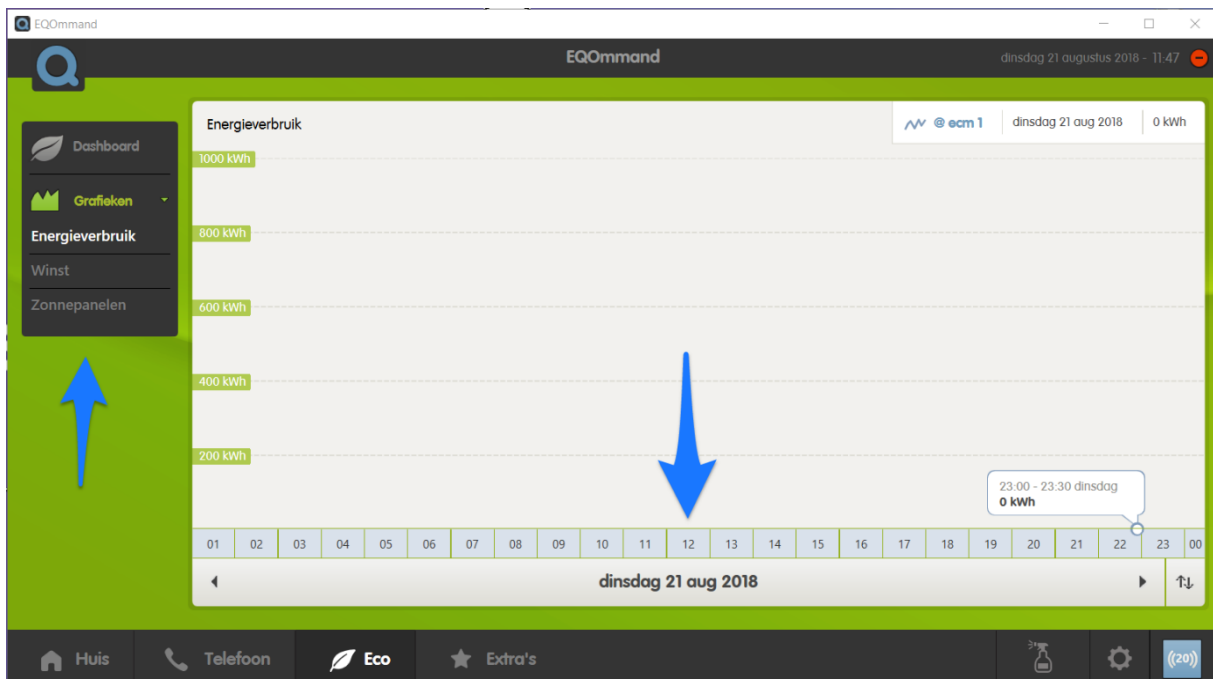 EQOmmand
EQOmmand
dinsdag 21 augustus 2018 - 11:47
Dashboard
Grafieken
Energieverbruik
Winst
Zonnepanelen
Energieverbruik
@ ecm 1
dinsdag 21 aug 2018
0 kWh
1000 kWh
800 kWh
600 kWh
400 kWh
200 kWh
23:00 - 23:30 dinsdag
0 kWh
01 02 03 04 05 06 07 08 09 10 11 12 13 14 15 16 17 18 19 20 21 22 23 00
dinsdag 21 aug 2018
Huis
Telefoon
Eco
Extra's
((20))